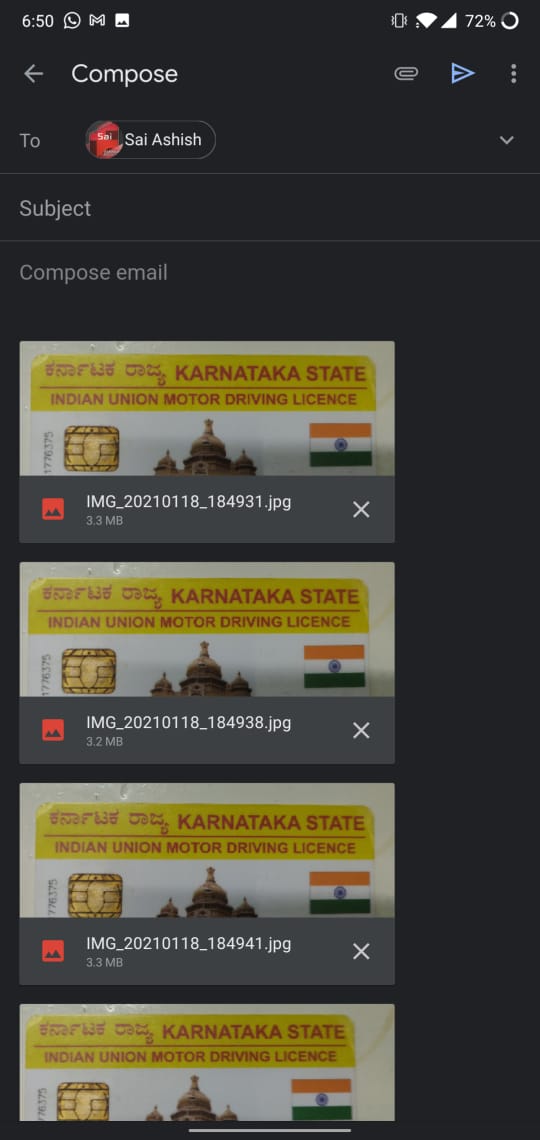 6:50
72%
Compose
To
Sai
Sai Ashish
Subject
Compose email
ಕರ್ನಾಟಕ ರಾಜ್ಯ KARNATAKA STATE
INDIAN UNION MOTOR DRIVING LICENCE
1776375
IMG_20210118_184931.jpg
3.3 MB
ಕರ್ನಾಟಕ ರಾಜ್ಯ KARNATAKA STATE
INDIAN UNION MOTOR DRIVING LICENCE
1776375
IMG_20210118_184938.jpg
3.2 MB
ಕರ್ನಾಟಕ ರಾಜ್ಯ KARNATAKA STATE
INDIAN UNION MOTOR DRIVING LICENCE
776375
IMG_20210118_184941.jpg
3.3 MB
ಕರ್ನಾಟಕ ರಾಜ್ಯ KARNATAKA STATE
INDIAN UNION MOTOR DRIVING LICENCE
76375